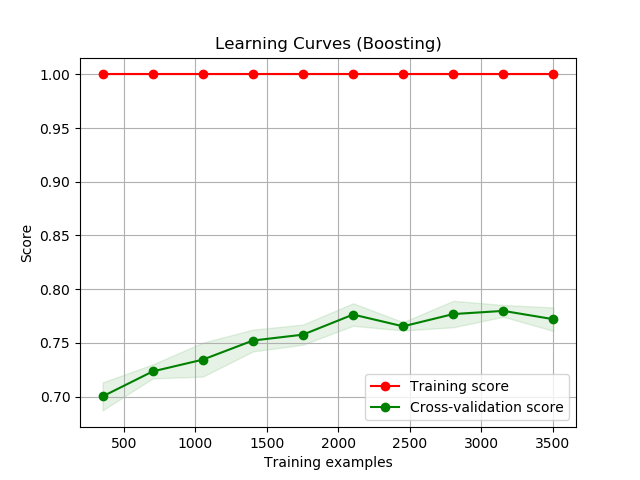 Learning Curves (Boosting)
1.00
0.95
0.90
0.85
0.80
0.75
0.70
Score
Training score
Cross-validation score
500
1000
1500
2000
2500
3000
3500
Training examples